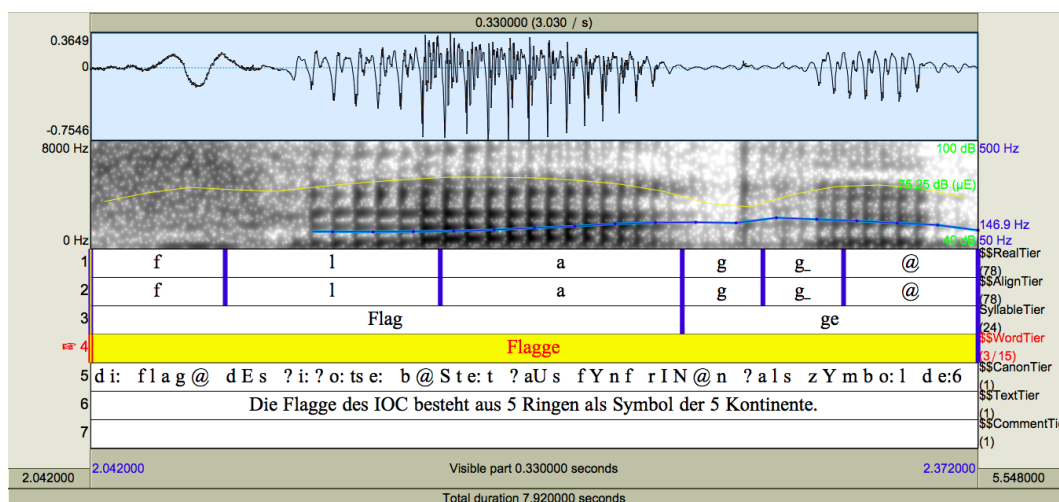 0.330000 (3.030 / s)
0.3649
0
-0.7546
8000 Hz
100 dB 500 Hz
75.25 dB (µE)
146.9 Hz
0 Hz
40 dB 50 Hz
1 f l a g g_ @ $$RealTier (78)
2 f l a g g_ @ $$AlignTier (78)
3 Flag ge SyllableTier (24)
4 Flagge $$WordTier (3 / 15)
5 d i: f l a g @ d E s ? i: ? o: ts e: b @ S t e: t ? aU s f Y n f r I N @ n ? a l s z Y m b o: l d e:6 $$CanonTier (1)
6 Die Flagge des IOC besteht aus 5 Ringen als Symbol der 5 Kontinente. $$TextTier (1)
7 $$CommentTie (1)
2.042000 Visible part 0.330000 seconds 2.372000
2.042000 5.548000
Total duration 7.920000 seconds